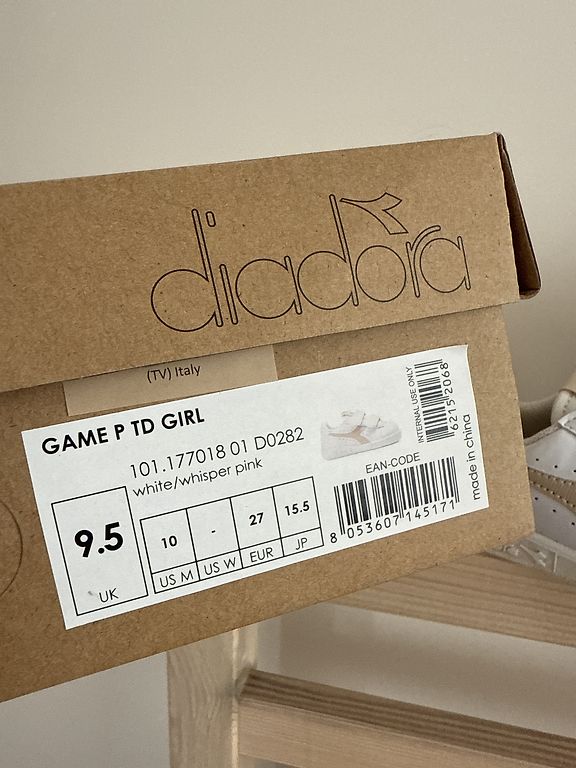 diadora
(TV) Italy
GAME P TD GIRL
101.177018 01 D0282
white/whisper pink
9.5
UK
10
US M
-
US W
27
EUR
15.5
JP
EAN-CODE
8 053607 145171
INTERNAL USE ONLY
6215 2068
made in china